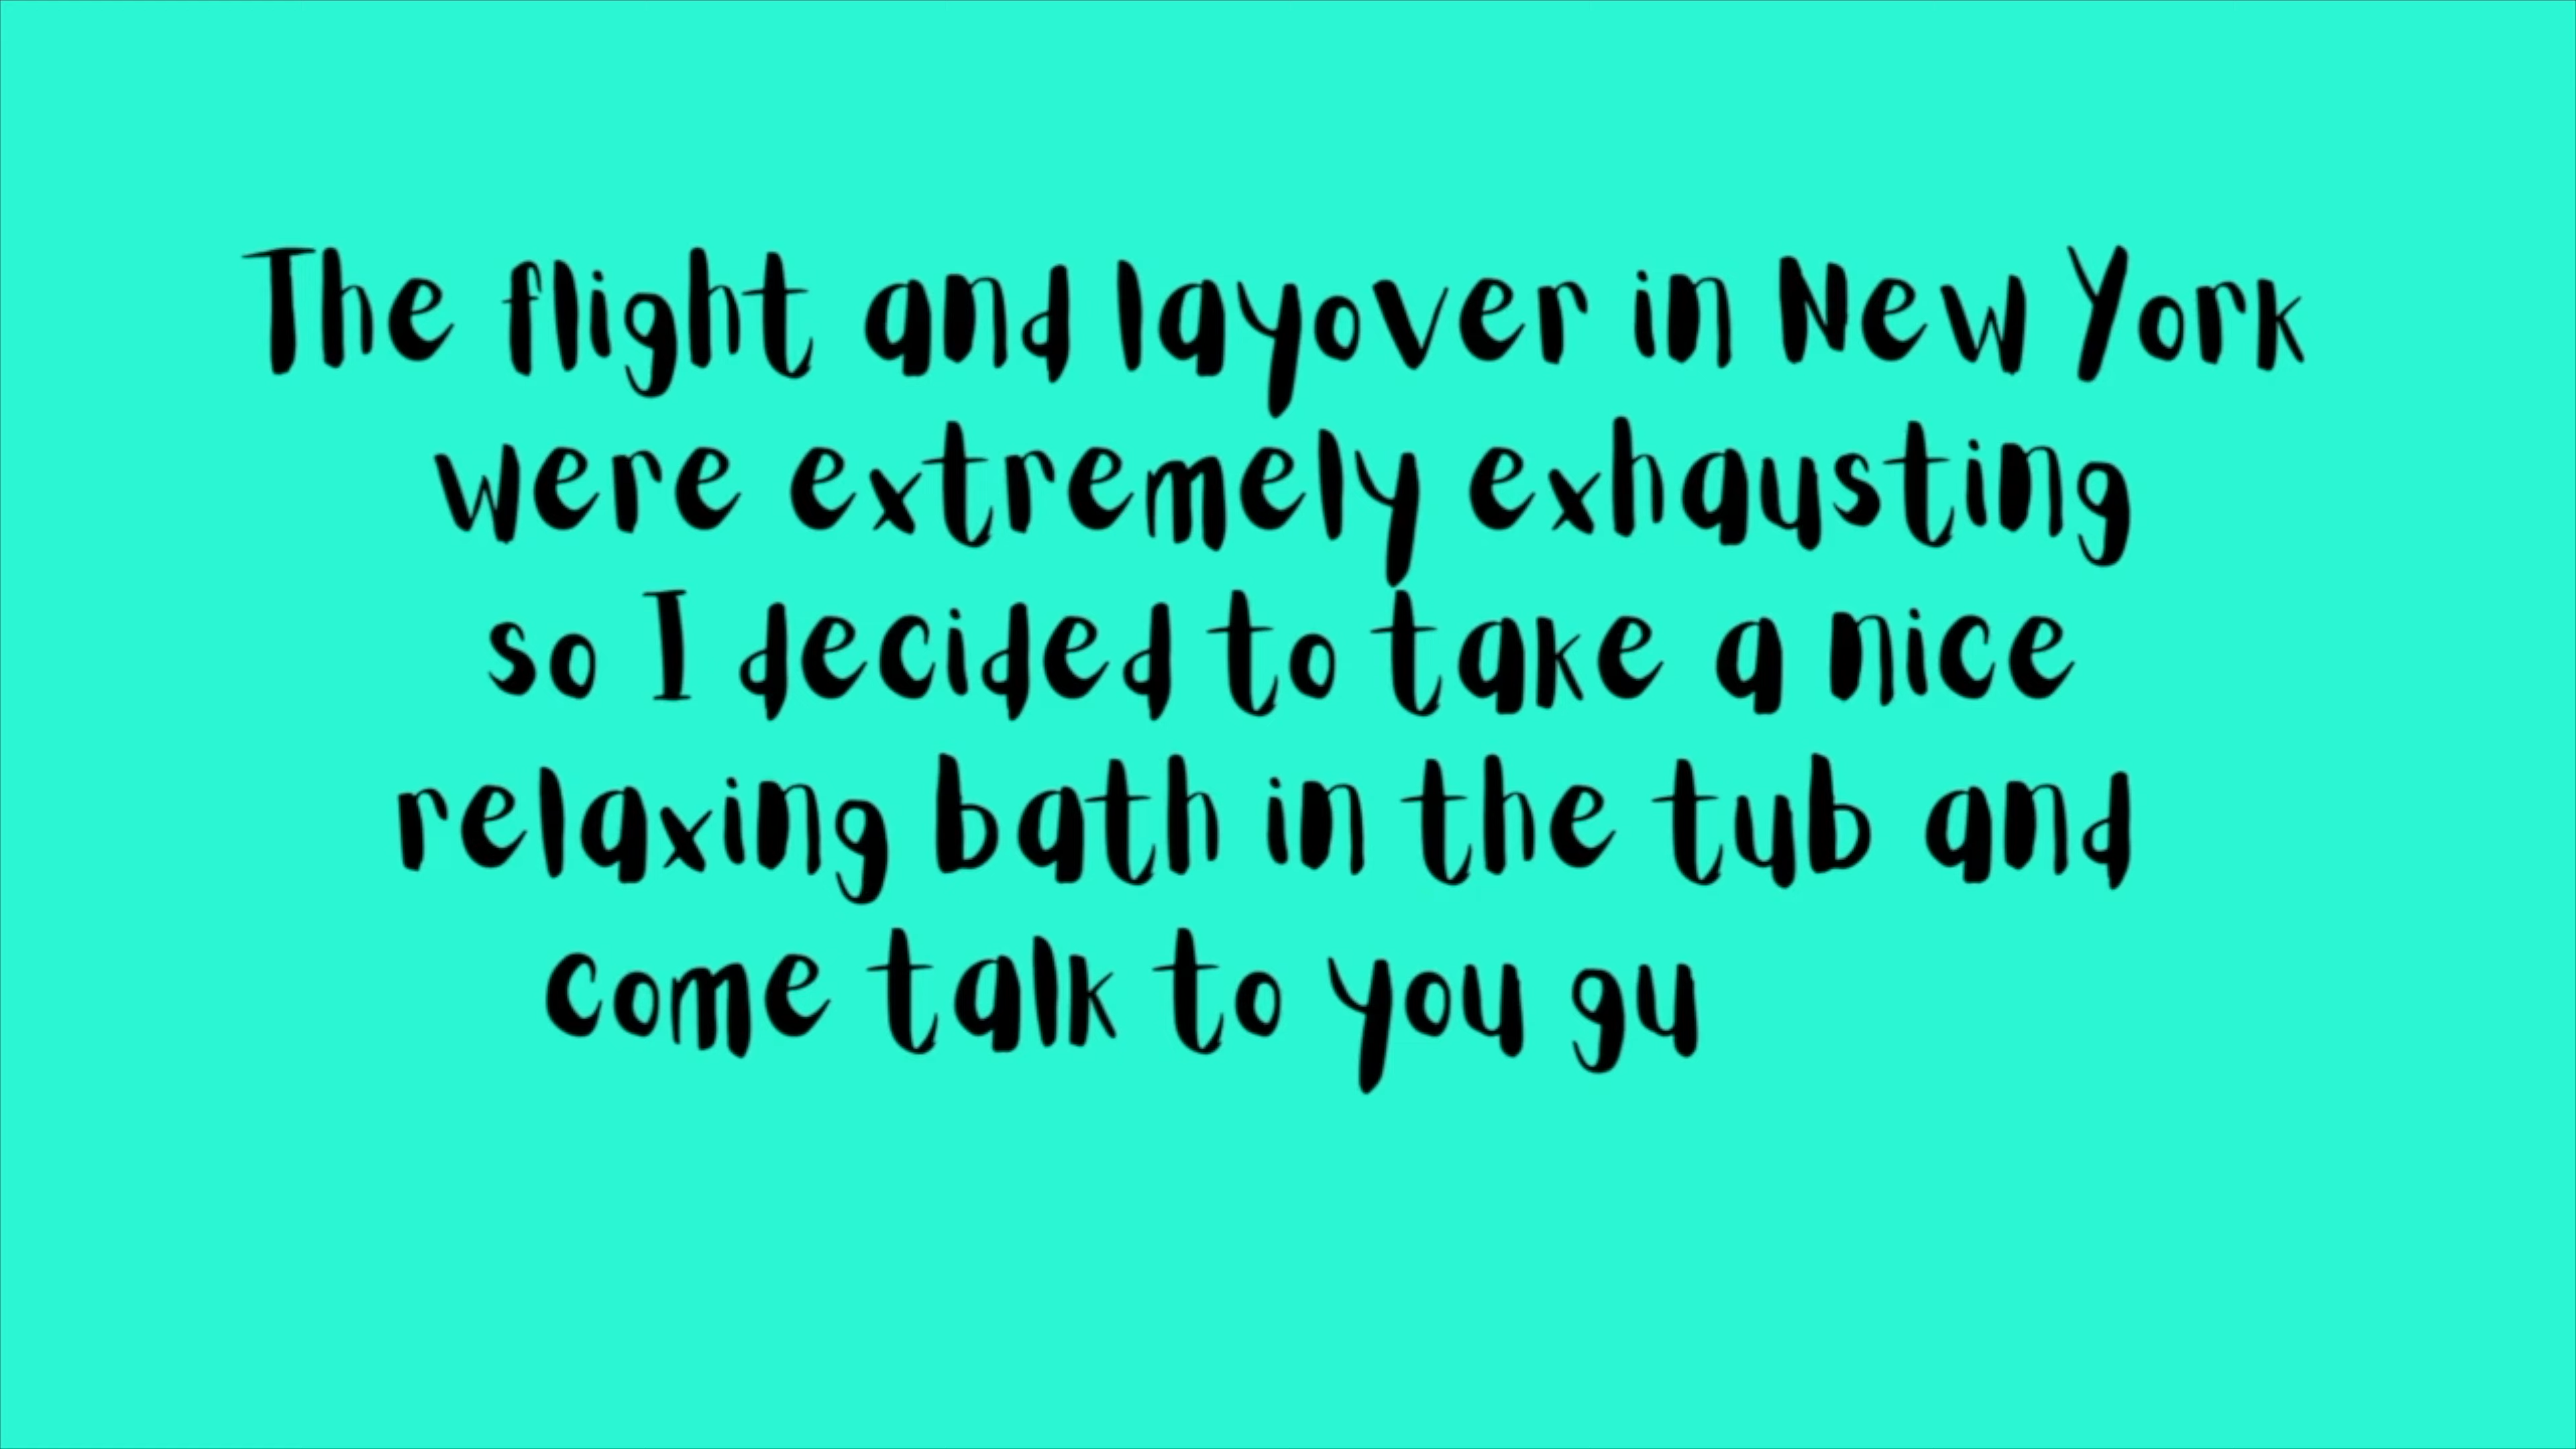 The flight and layover in New York
were extremely exhausting
so I decided to take a nice
relaxing bath in the tub and
come talk to you gu